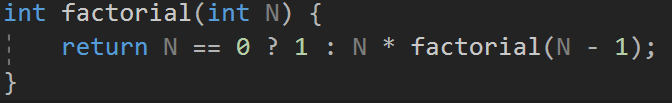 int factorial(int N) {
    return N == 0 ? 1 : N * factorial(N - 1);
}